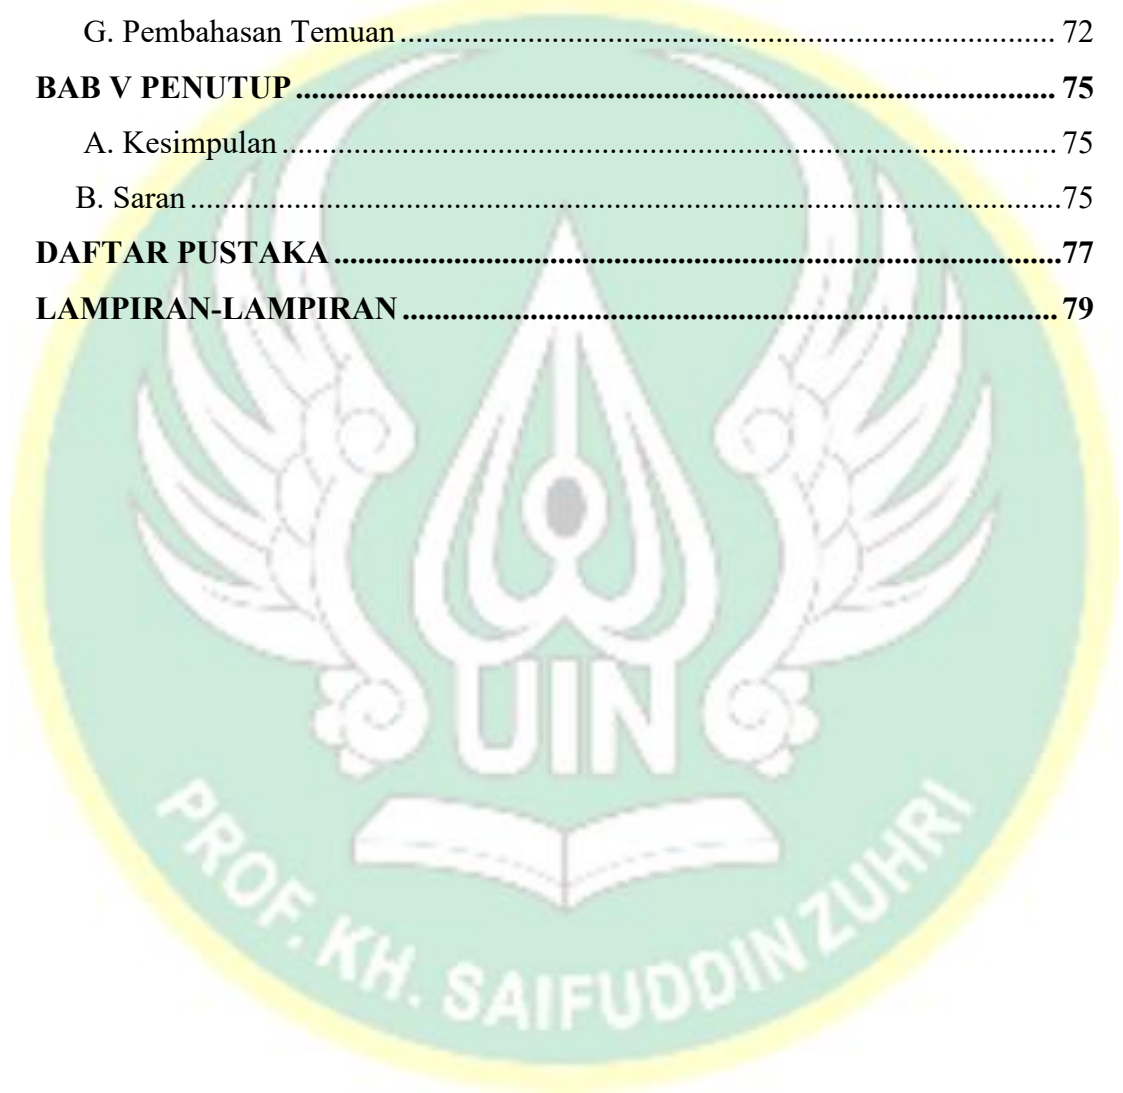 G. Pembahasan Temuan ........................................................................................ 72
BAB V PENUTUP ...................................................................................................... 75
A. Kesimpulan ........................................................................................................ 75
B. Saran .....................................................................................................................75
DAFTAR PUSTAKA .................................................................................................77
LAMPIRAN-LAMPIRAN ........................................................................................ 79
UIN
PROF. KH. SAIFUDDIN ZUHRI